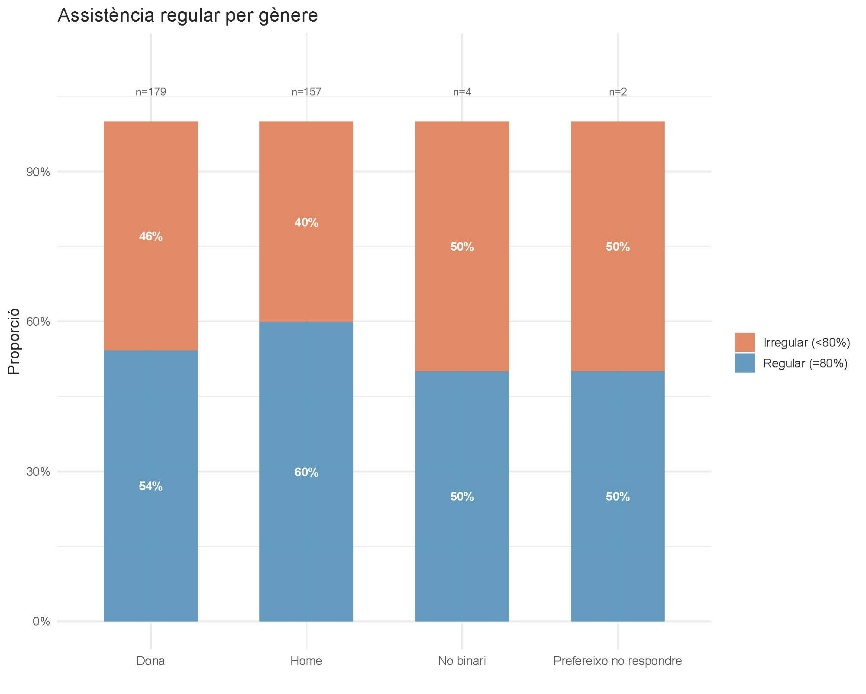 Assistència regular per gènere
n=179 n=157 n=4 n=2
90%
46% 40% 50% 50%
Proporció
60%
Irregular (<80%)
Regular (=80%)
30%
54% 60% 50% 50%
0%
Dona Home No binari Prefereixo no respondre